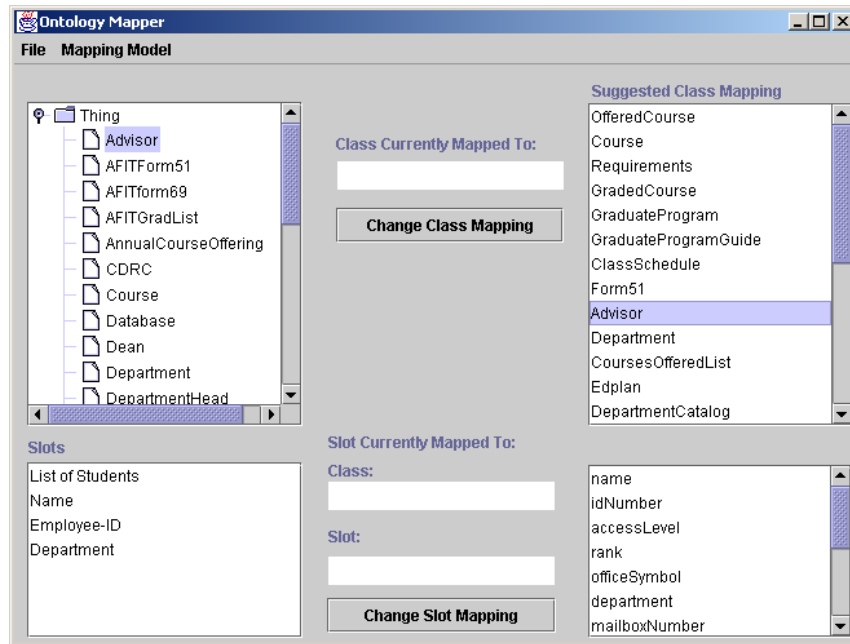 Ontology Mapper
File Mapping Model
Thing
Advisor
AFITForm51
AFITform69
AFITGradList
AnnualCourseOffering
CDRC
Course
Database
Dean
Department
DepartmentHead
Class Currently Mapped To:
Change Class Mapping
Suggested Class Mapping
OfferedCourse
Course
Requirements
GradedCourse
GraduateProgram
GraduateProgramGuide
ClassSchedule
Form51
Advisor
Department
CoursesOfferedList
Edplan
DepartmentCatalog
Slots
List of Students
Name
Employee-ID
Department
Slot Currently Mapped To:
Class:
Slot:
Change Slot Mapping
name
idNumber
accessLevel
rank
officeSymbol
department
mailboxNumber